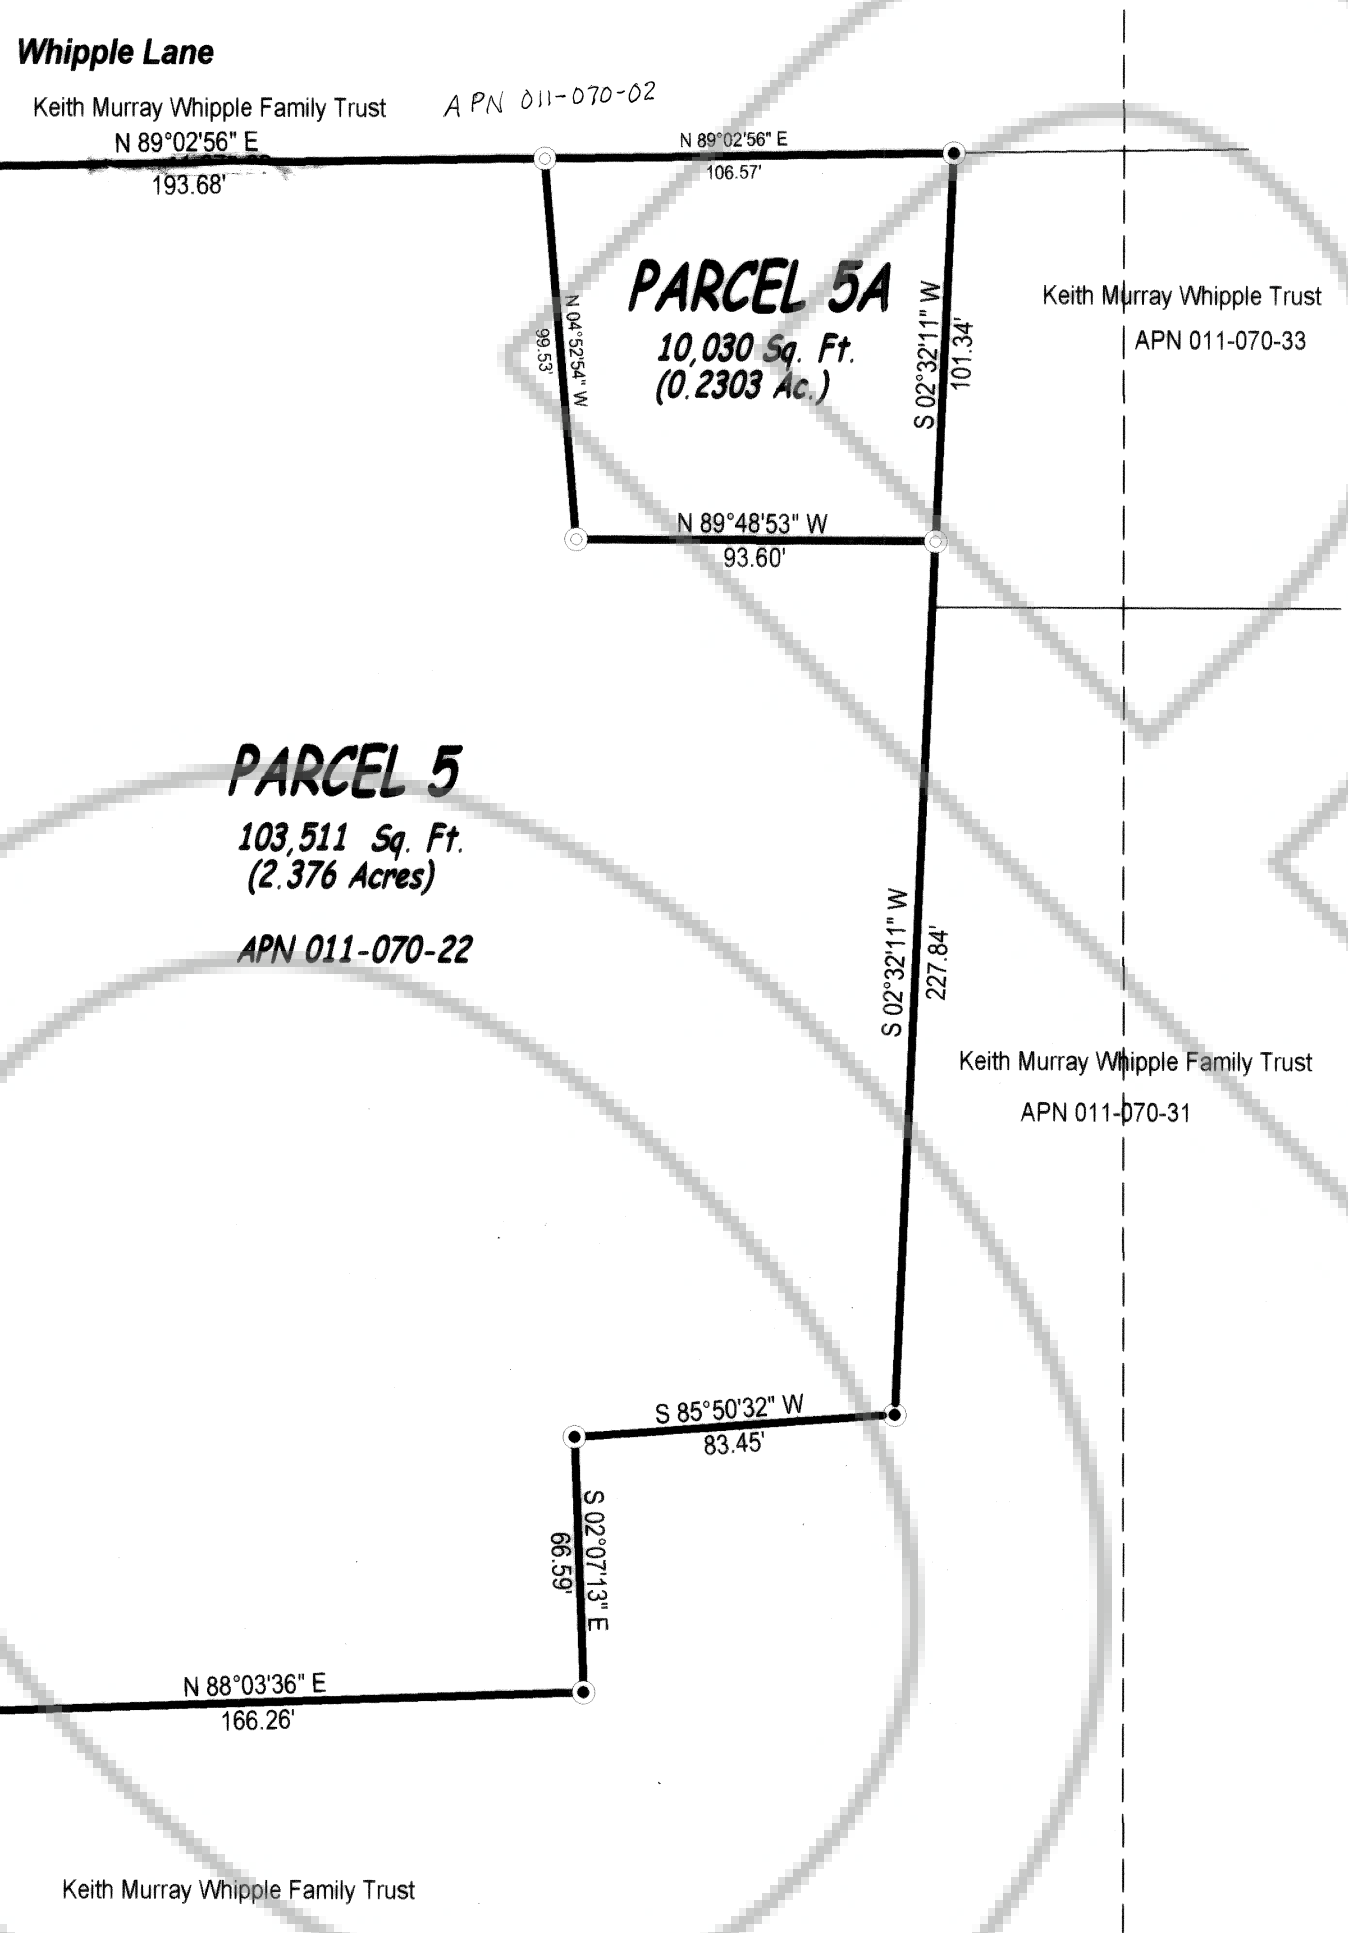 Whipple Lane
Keith Murray Whipple Family Trust
APN 011-070-02
N 89°02'56" E
193.68'
N 89°02'56" E
106.57'
PARCEL 5A
10,030 Sq. Ft.
(0.2303 Ac.)
N 04°52'54" W
99.53'
S 02°32'11" W
101.34'
Keith Murray Whipple Trust
APN 011-070-33
N 89°48'53" W
93.60'
PARCEL 5
103,511 Sq. Ft.
(2.376 Acres)
APN 011-070-22
S 02°32'11" W
227.84'
Keith Murray Whipple Family Trust
APN 011-070-31
S 85°50'32" W
83.45'
S 02°07'13" E
66.59'
N 88°03'36" E
166.26'
Keith Murray Whipple Family Trust